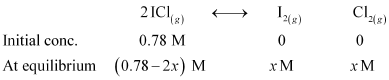 2 ICl(g) ⟷ I2(g) Cl2(g)
Initial conc. 0.78 M 0 0
At equilibrium (0.78−2x) M x M x M